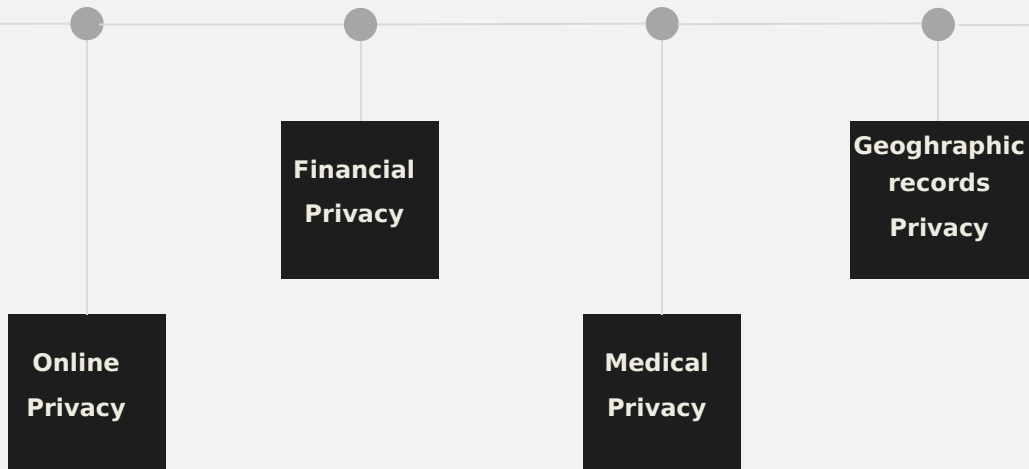 Online
Privacy
Financial
Privacy
Medical
Privacy
Geoghraphic
records
Privacy